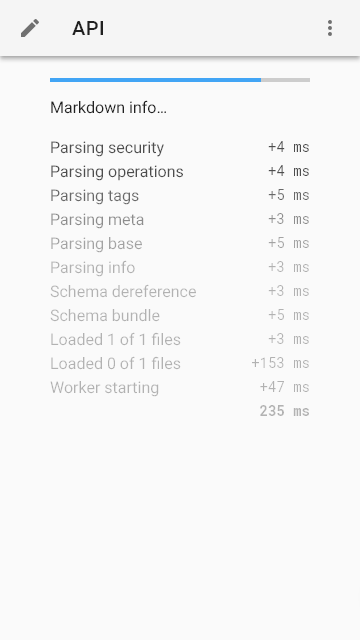 API
Markdown info…
Parsing security +4 ms
Parsing operations +4 ms
Parsing tags +5 ms
Parsing meta +3 ms
Parsing base +5 ms
Parsing info +3 ms
Schema dereference +3 ms
Schema bundle +5 ms
Loaded 1 of 1 files +3 ms
Loaded 0 of 1 files +153 ms
Worker starting +47 ms
235 ms